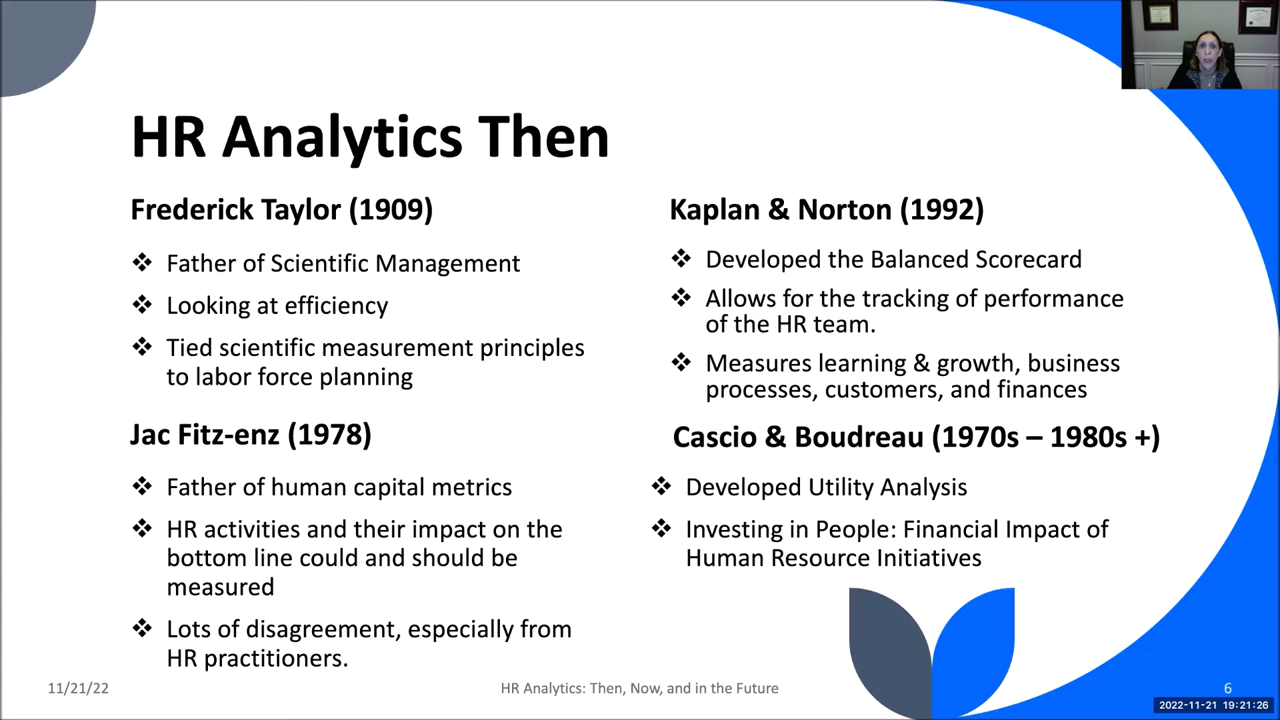 HR Analytics Then
Frederick Taylor (1909)
❖ Father of Scientific Management
❖ Looking at efficiency
❖ Tied scientific measurement principles
to labor force planning
Jac Fitz-enz (1978)
❖ Father of human capital metrics
❖ HR activities and their impact on the
bottom line could and should be
measured
❖ Lots of disagreement, especially from
HR practitioners.
Kaplan & Norton (1992)
❖ Developed the Balanced Scorecard
❖ Allows for the tracking of performance
of the HR team.
❖ Measures learning & growth, business
processes, customers, and finances
Cascio & Boudreau (1970s – 1980s +)
❖ Developed Utility Analysis
❖ Investing in People: Financial Impact of
Human Resource Initiatives
11/21/22
HR Analytics: Then, Now, and in the Future
6
2022-11-21 19:21:26